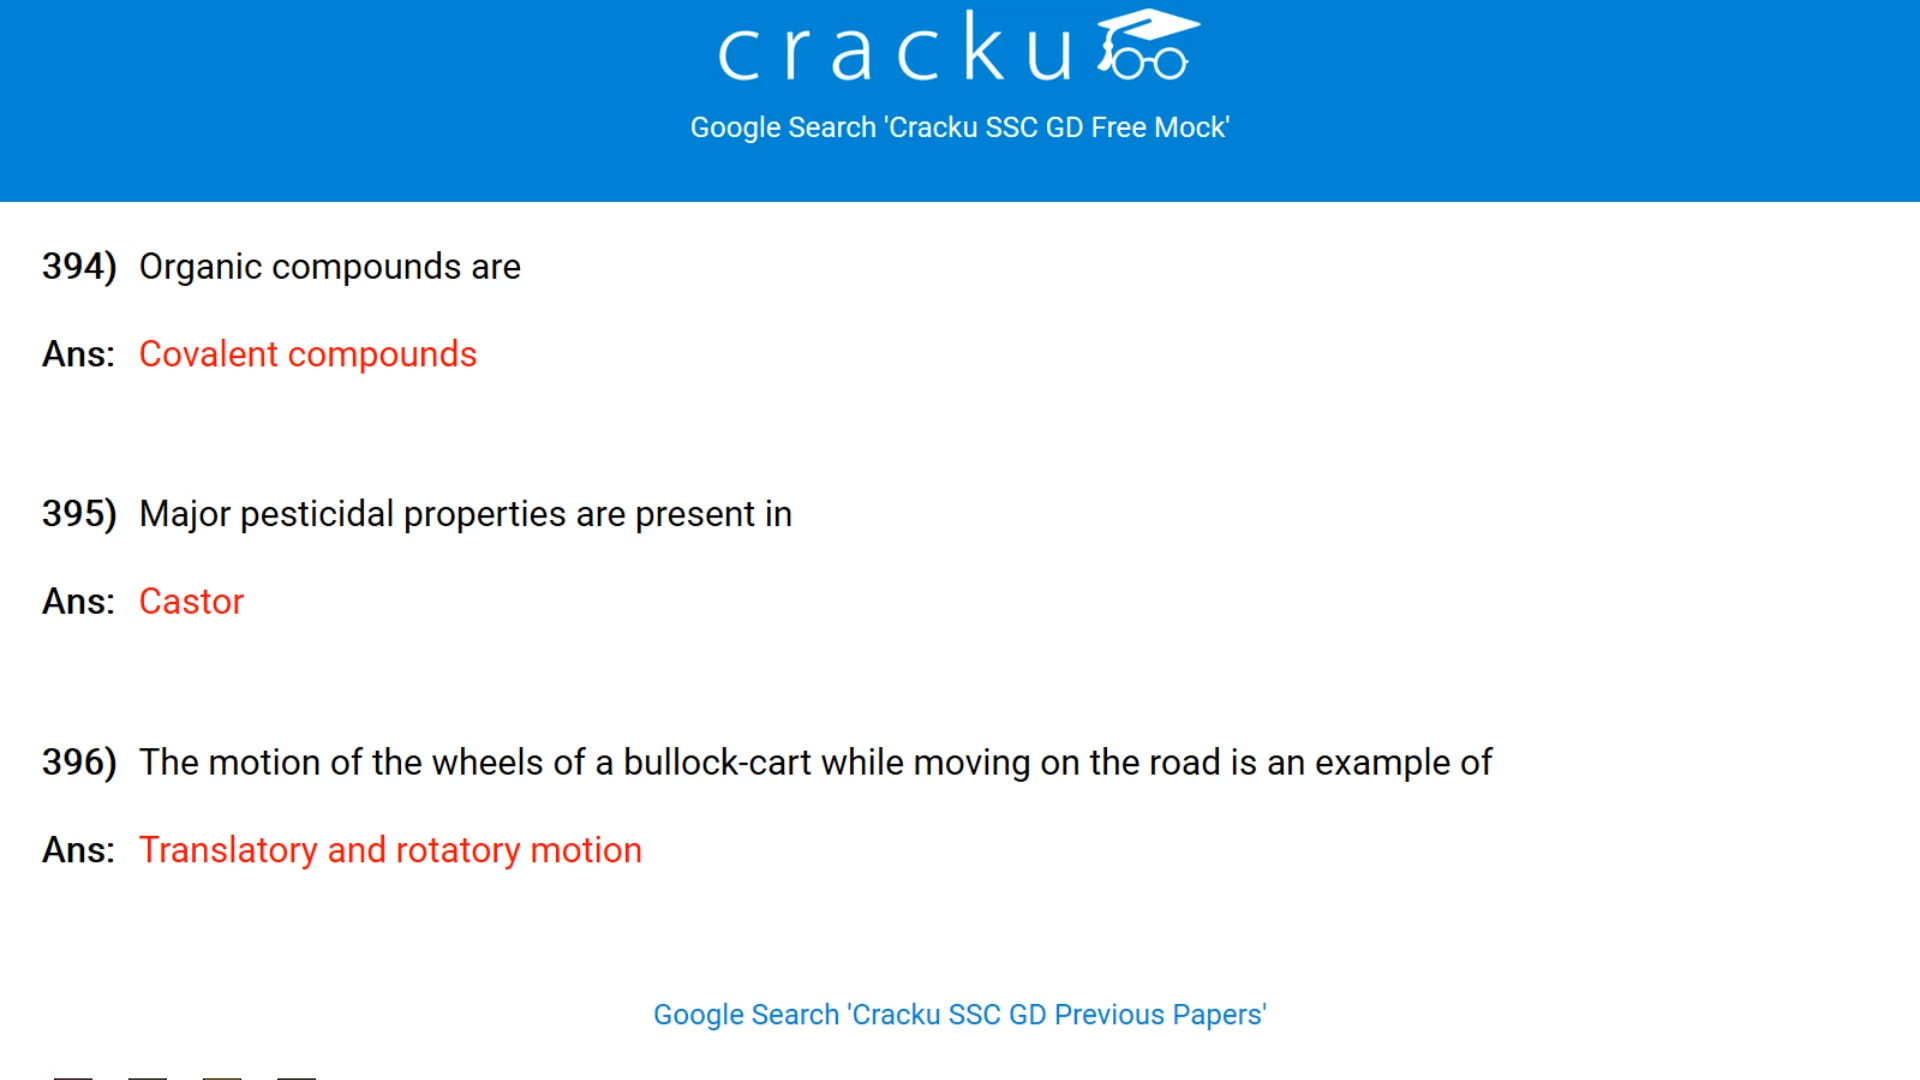 cracku
Google Search 'Cracku SSC GD Free Mock'
394) Organic compounds are
Ans: Covalent compounds
395) Major pesticidal properties are present in
Ans: Castor
396) The motion of the wheels of a bullock-cart while moving on the road is an example of
Ans: Translatory and rotatory motion
Google Search 'Cracku SSC GD Previous Papers'